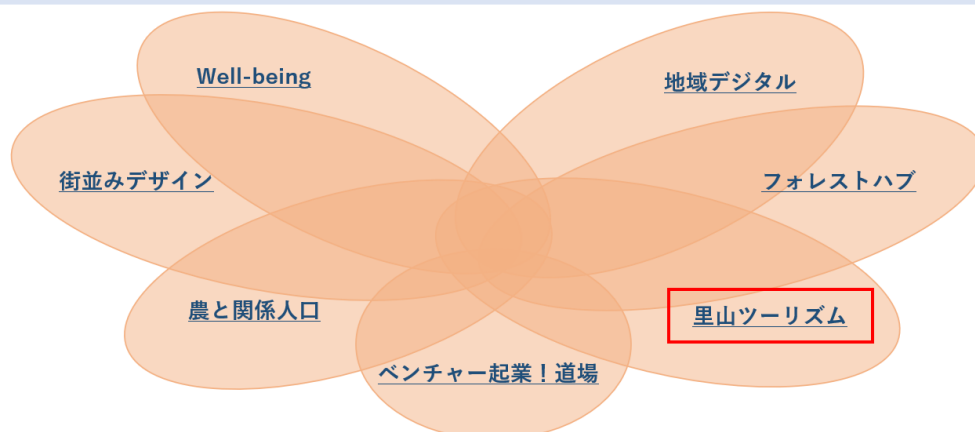 Well-being
地域デジタル
街並みデザイン
フォレストハブ
農と関係人口
里山ツーリズム
ベンチャー起業！道場